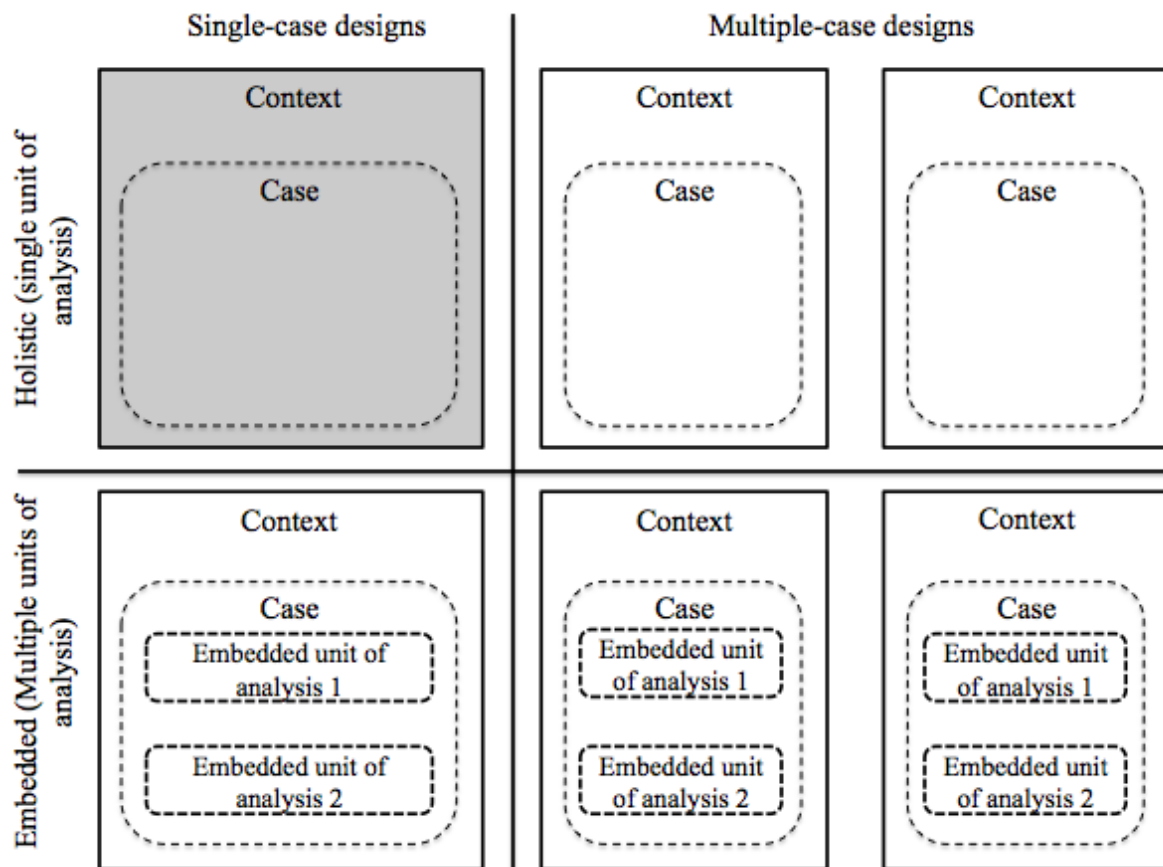 Single-case designs
Multiple-case designs
Holistic (single unit of
analysis)
Context
Case
Context
Case
Context
Case
Embedded (Multiple units of
analysis)
Context
Case
Embedded unit of
analysis 1
Embedded unit of
analysis 2
Context
Case
Embedded unit
of analysis 1
Embedded unit
of analysis 2
Context
Case
Embedded unit
of analysis 1
Embedded unit
of analysis 2